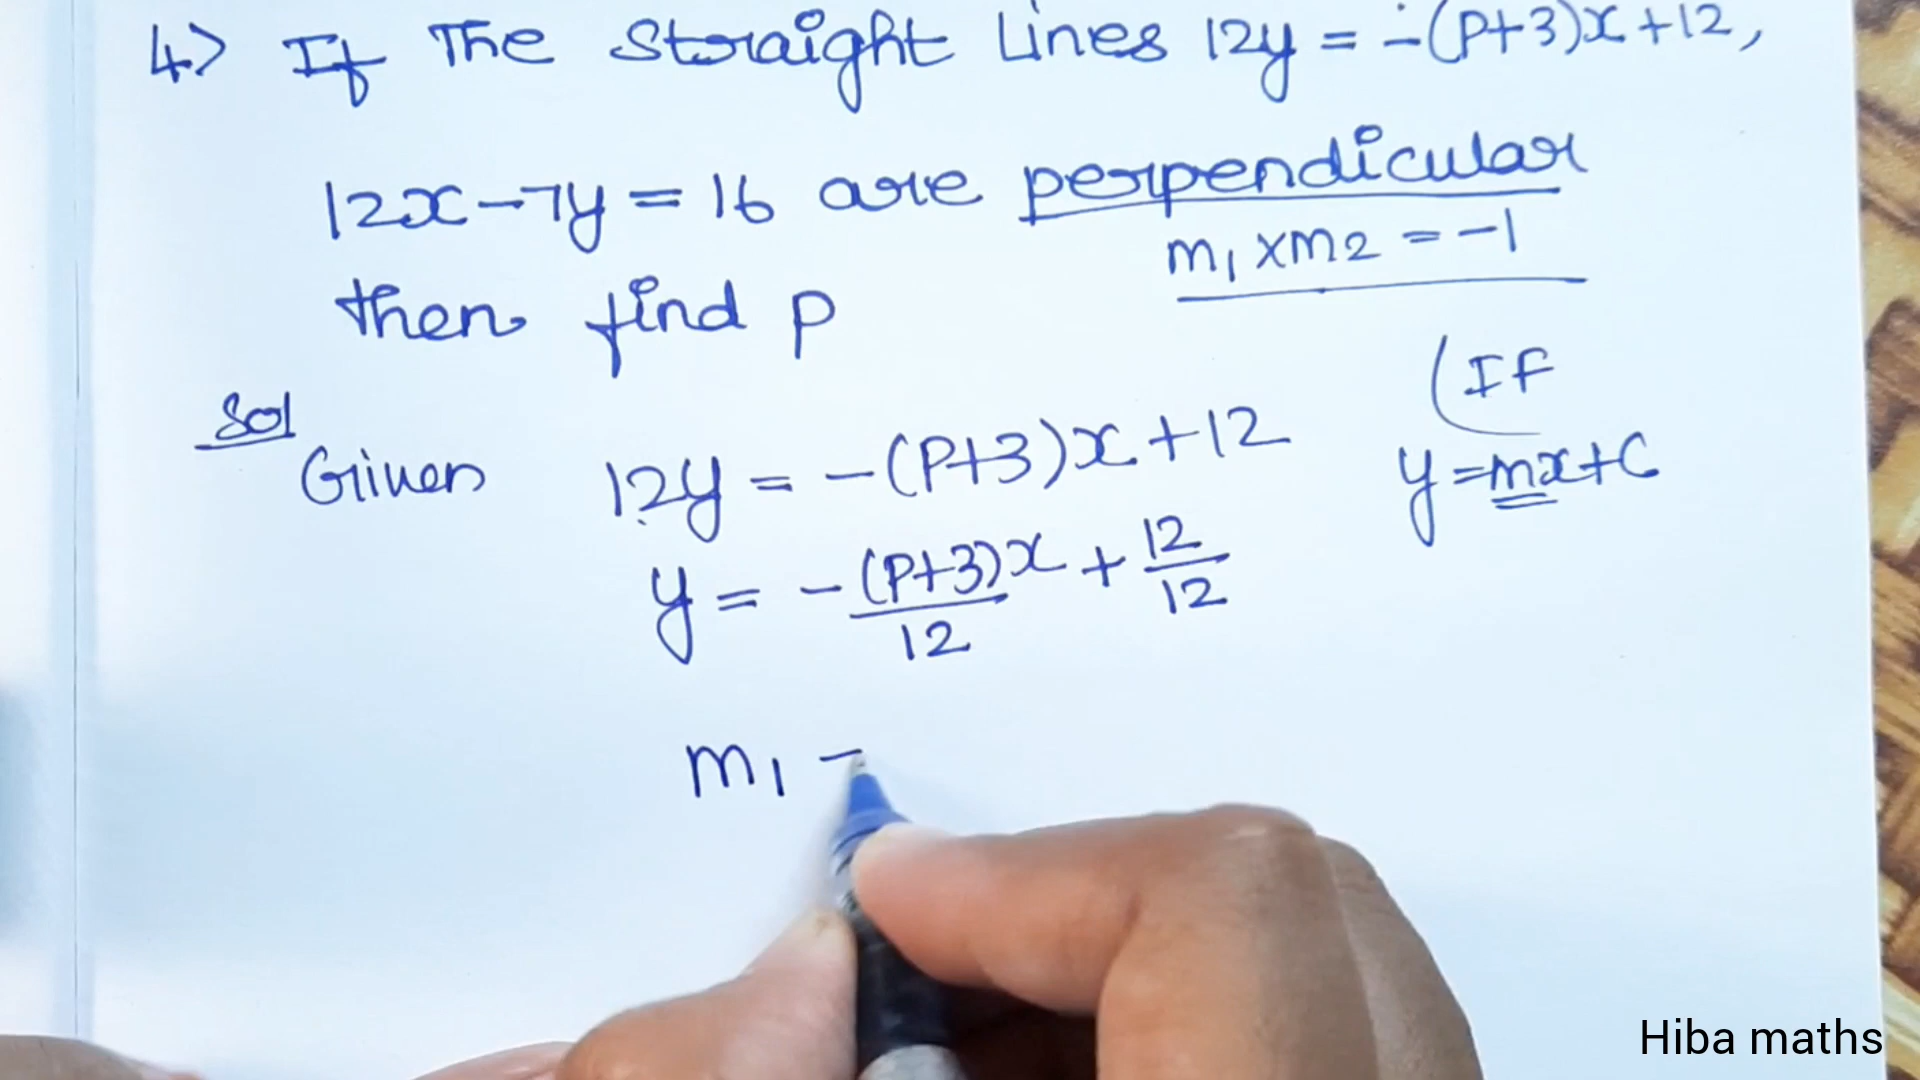 4> If The Straight Lines 12y = -(P+3)x+12,
12x-7y = 16 are perpendicular
m₁ xm₂ = -1
then find p
(IF
y=mx+C
Sol
Given 12y = -(P+3)x+12
y = -(P+3)x/12 + 12/12
m₁ -
Hiba maths